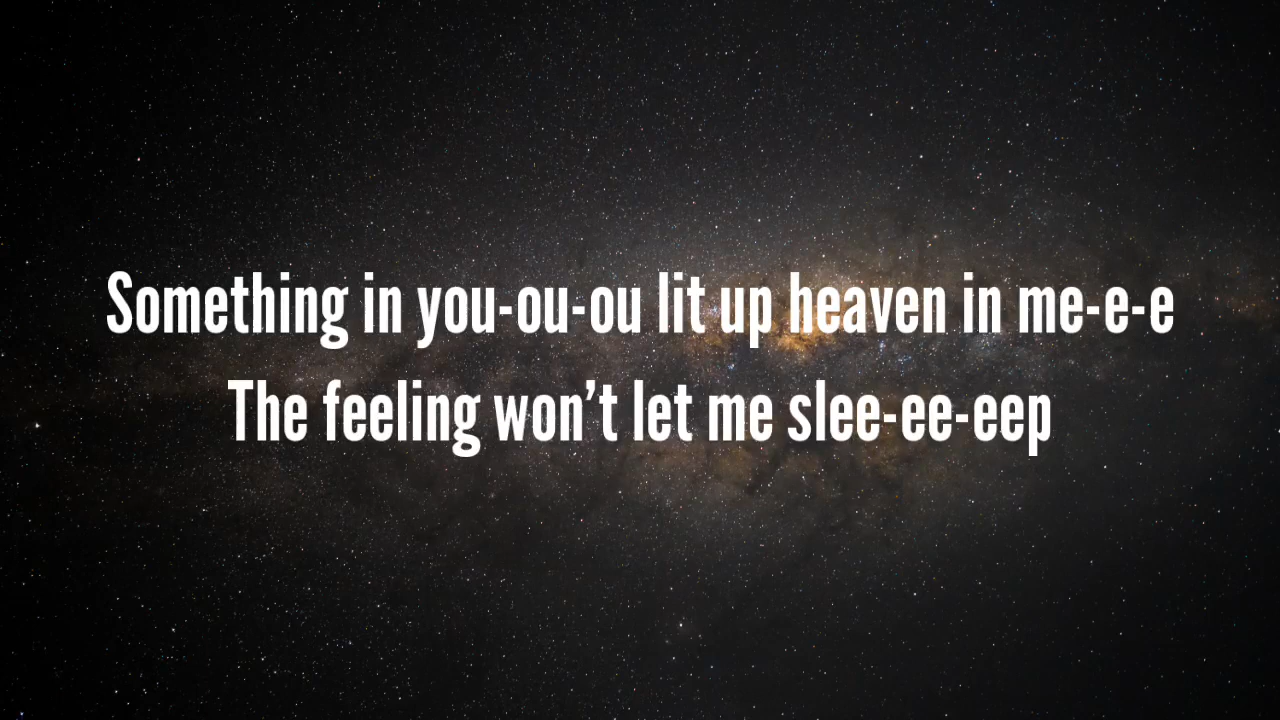 Something in you-ou-ou lit up heaven in me-e-e
The feeling won’t let me slee-ee-eep